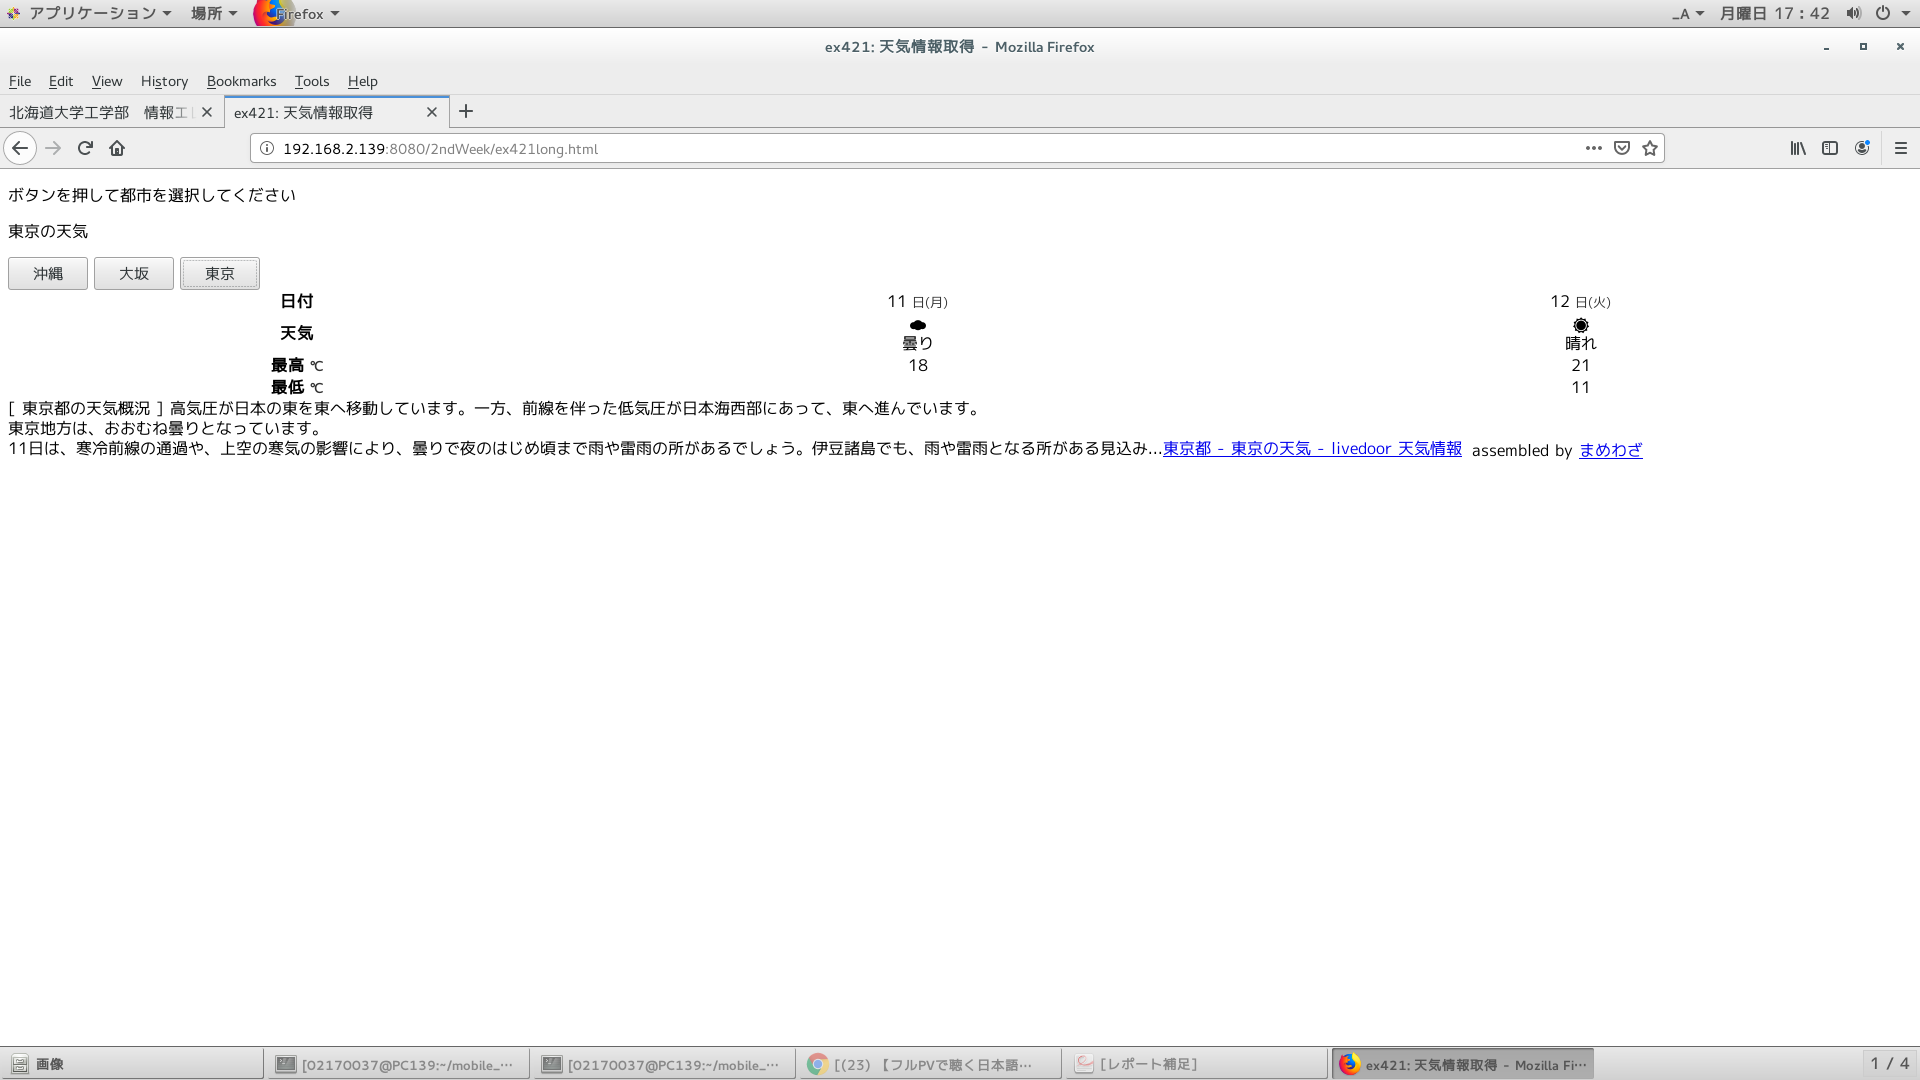 アプリケーション 場所 Firefox _A 月曜日 17：42
ex421: 天気情報取得 - Mozilla Firefox
File Edit View History Bookmarks Tools Help
北海道大学工学部　情報エ ex421: 天気情報取得
192.168.2.139:8080/2ndWeek/ex421long.html
ボタンを押して都市を選択してください
東京の天気
沖縄 大坂 東京
日付 11 日(月) 12 日(火)
天気 曇り 晴れ
最高 ℃ 18 21
最低 ℃ 11
[ 東京都の天気概況 ] 高気圧が日本の東を東へ移動しています。一方、前線を伴った低気圧が日本海西部にあって、東へ進んでいます。
東京地方は、おおむね曇りとなっています。
11日は、寒冷前線の通過や、上空の寒気の影響により、曇りで夜のはじめ頃まで雨や雷雨の所があるでしょう。伊豆諸島でも、雨や雷雨となる所がある見込み...東京都 - 東京の天気 - livedoor 天気情報 assembled by まめわざ
画像 [02170037@PC139:~/mobile_… [02170037@PC139:~/mobile_… [(23) 【フルPVで聴く日本語… [レポート補足] ex421: 天気情報取得 - Mozilla Fi… 1 / 4